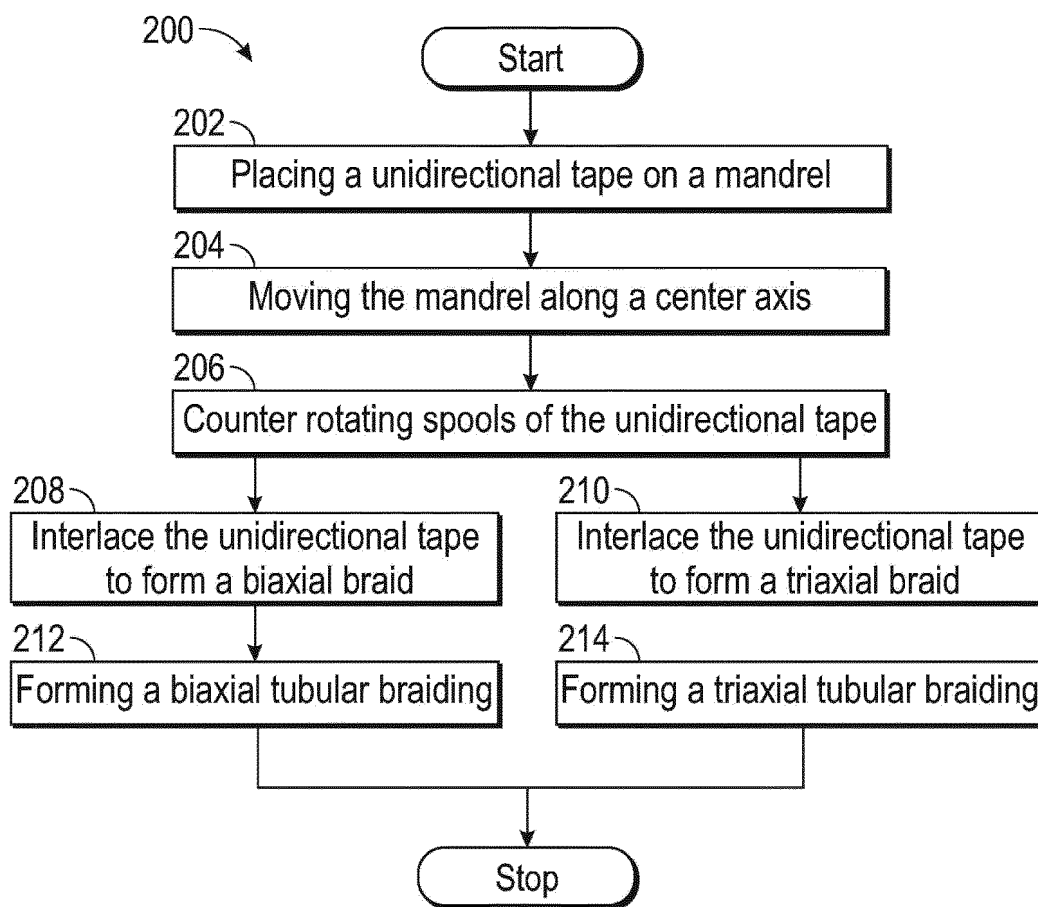 200
Start
202
Placing a unidirectional tape on a mandrel
204
Moving the mandrel along a center axis
206
Counter rotating spools of the unidirectional tape
208
Interlace the unidirectional tape
to form a biaxial braid
210
Interlace the unidirectional tape
to form a triaxial braid
212
Forming a biaxial tubular braiding
214
Forming a triaxial tubular braiding
Stop